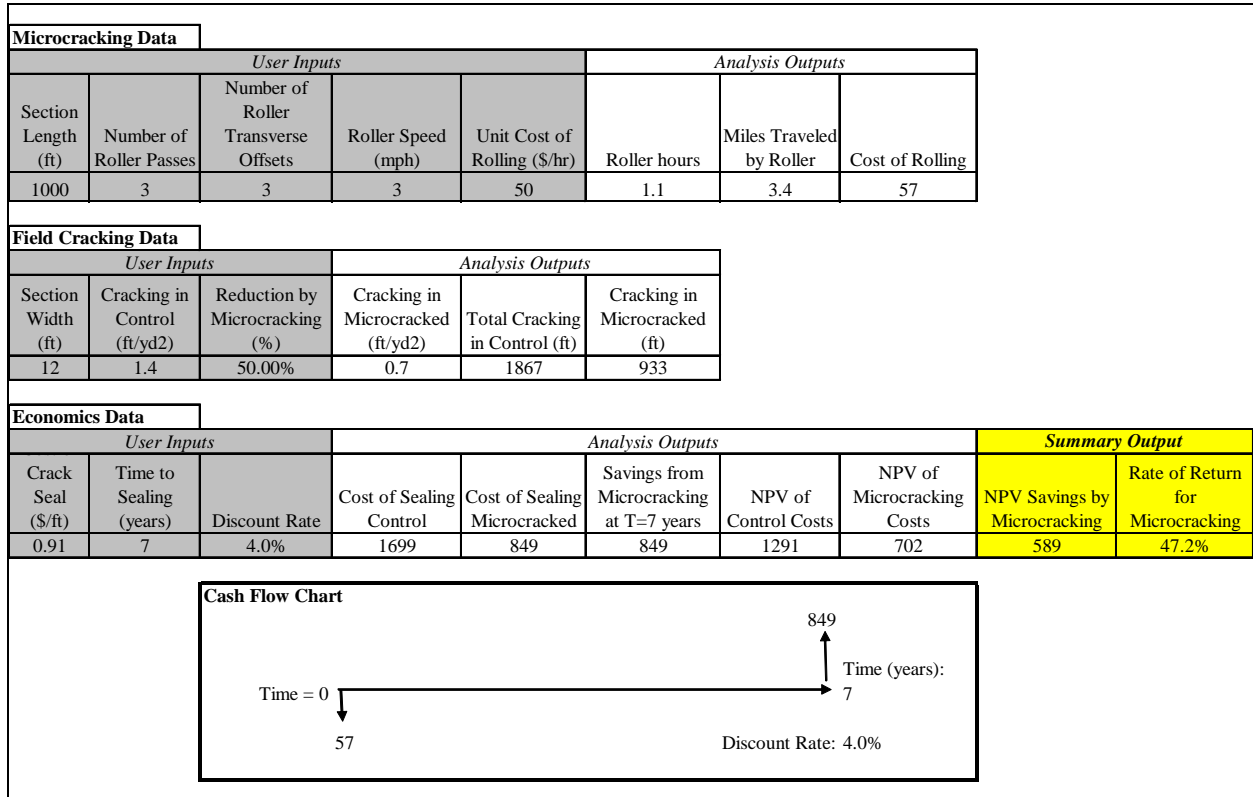 Microcracking Data
User Inputs Analysis Outputs
Number of
Section Roller Miles Traveled
Length Number of Transverse Roller Speed Unit Cost of
(ft) Roller Passes Offsets (mph) Rolling ($/hr) Roller hours by Roller Cost of Rolling
1000 3 3 3 50 1.1 3.4 57
Field Cracking Data
User Inputs Analysis Outputs
Section Cracking in Reduction by Cracking in Cracking in
Width Control Microcracking Microcracked Total Cracking Microcracked
(ft) (ft/yd2) (%) (ft/yd2) in Control (ft) (ft)
12 1.4 50.00% 0.7 1867 933
Economics Data
User Inputs Analysis Outputs Summary Output
Crack Time to Savings from NPV of Rate of Return
Seal Sealing Cost of Sealing Cost of Sealing Microcracking NPV of Microcracking NPV Savings by for
($/ft) (years) Discount Rate Control Microcracked at T=7 years Control Costs Costs Microcracking Microcracking
0.91 7 4.0% 1699 849 849 1291 702 589 47.2%
Cash Flow Chart
849
Time (years):
Time = 0 7
57 Discount Rate: 4.0%